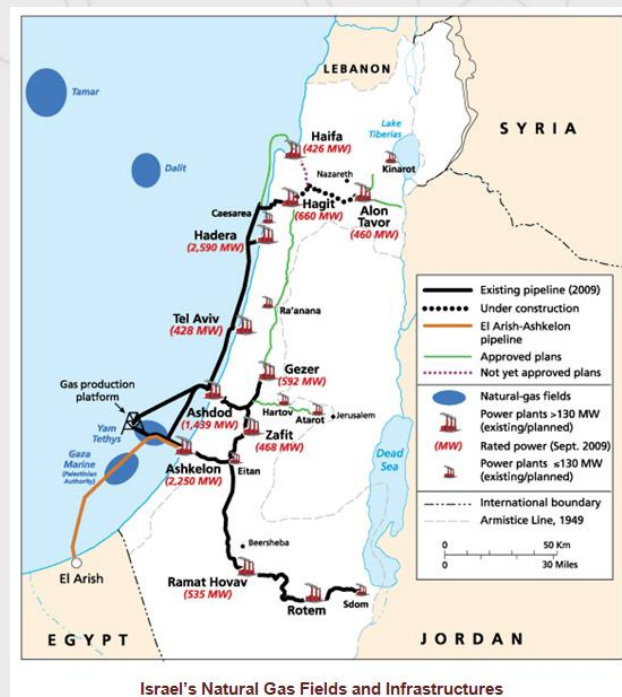 LEBANON
SYRIA
Tamar
Dalit
Haifa
(426 MW)
Lake
Tiberias
Nazareth
Kinarot
Caesarea
Hagit
(660 MW)
Alon
Tavor
(460 MW)
Hadera
(2,590 MW)
Tel Aviv
(428 MW)
Ra'anana
Gezer
(592 MW)
Gas production
platform
Ashdod
(1,439 MW)
Hartov
Atarot
Jerusalem
Yam
Tethys
Zafit
(468 MW)
Gaza
Marine
(Palestinian
Authority)
Ashkelon
(2,250 MW)
Eitan
Dead
Sea
El Arish
Beersheba
Ramat Hovav
(535 MW)
Rotem
Sdom
EGYPT
JORDAN
Existing pipeline (2009)
Under construction
El Arish-Ashkelon
pipeline
Approved plans
Not yet approved plans
Natural-gas fields
Power plants >130 MW
(existing/planned)
(MW) Rated power (Sept. 2009)
Power plants ≤130 MW
(existing/planned)
International boundary
Armistice Line, 1949
0 50 Km
0 30 Miles
Israel's Natural Gas Fields and Infrastructures